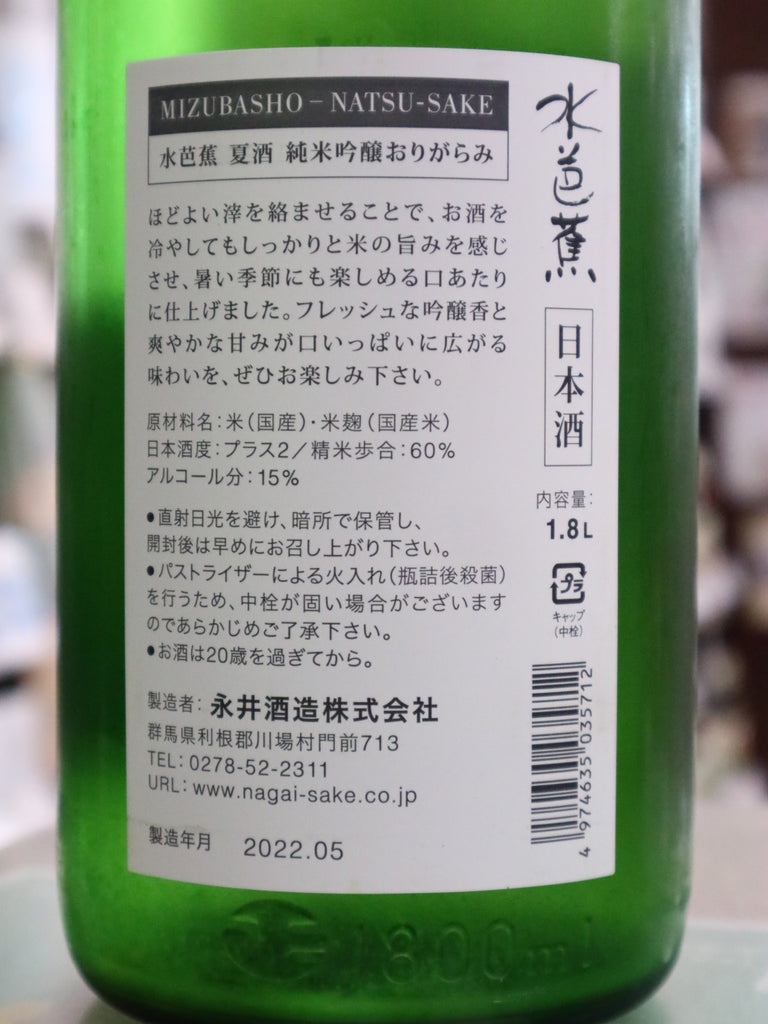 MIZUBASHO – NATSU-SAKE
水芭蕉 夏酒 純米吟醸おりがらみ
ほどよい滓を絡ませることで、お酒を
冷やしてもしっかりと米の旨みを感じ
させ、暑い季節にも楽しめる口あたり
に仕上げました。フレッシュな吟醸香と
爽やかな甘みが口いっぱいに広がる
味わいを、ぜひお楽しみ下さい。
原材料名：米（国産）・米麹（国産米）
日本酒度：プラス2／精米歩合：60%
アルコール分：15%
●直射日光を避け、暗所で保管し、
開封後は早めにお召し上がり下さい。
●パストライザーによる火入れ（瓶詰後殺菌）
を行うため、中栓が固い場合がございます
のであらかじめご了承下さい。
●お酒は20歳を過ぎてから。
製造者：永井酒造株式会社
群馬県利根郡川場村門前713
TEL：0278-52-2311
URL：www.nagai-sake.co.jp
製造年月 2022.05
水芭蕉
日本酒
内容量：
1.8L
プラ
キャップ
（中栓）
4 974635 035712
1800ml